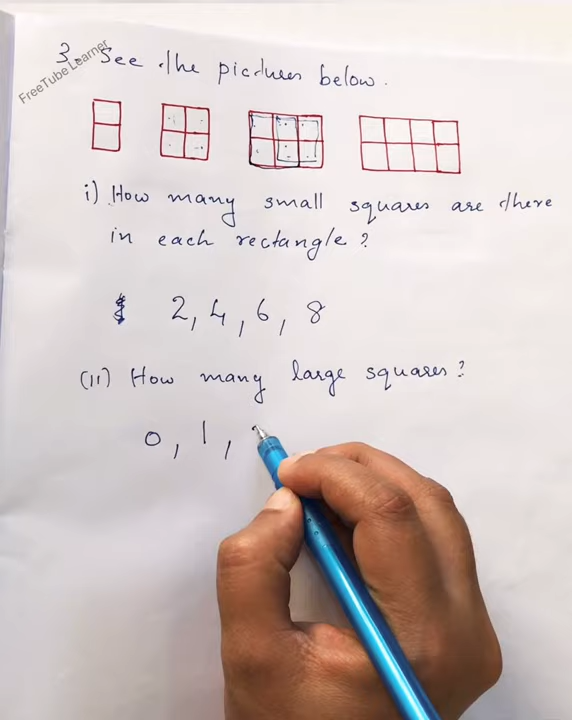 3. See the pictures below.
FreeTube Learner
i) How many small squares are there
in each rectangle?
2, 4, 6, 8
(ii) How many large squares?
0, 1,